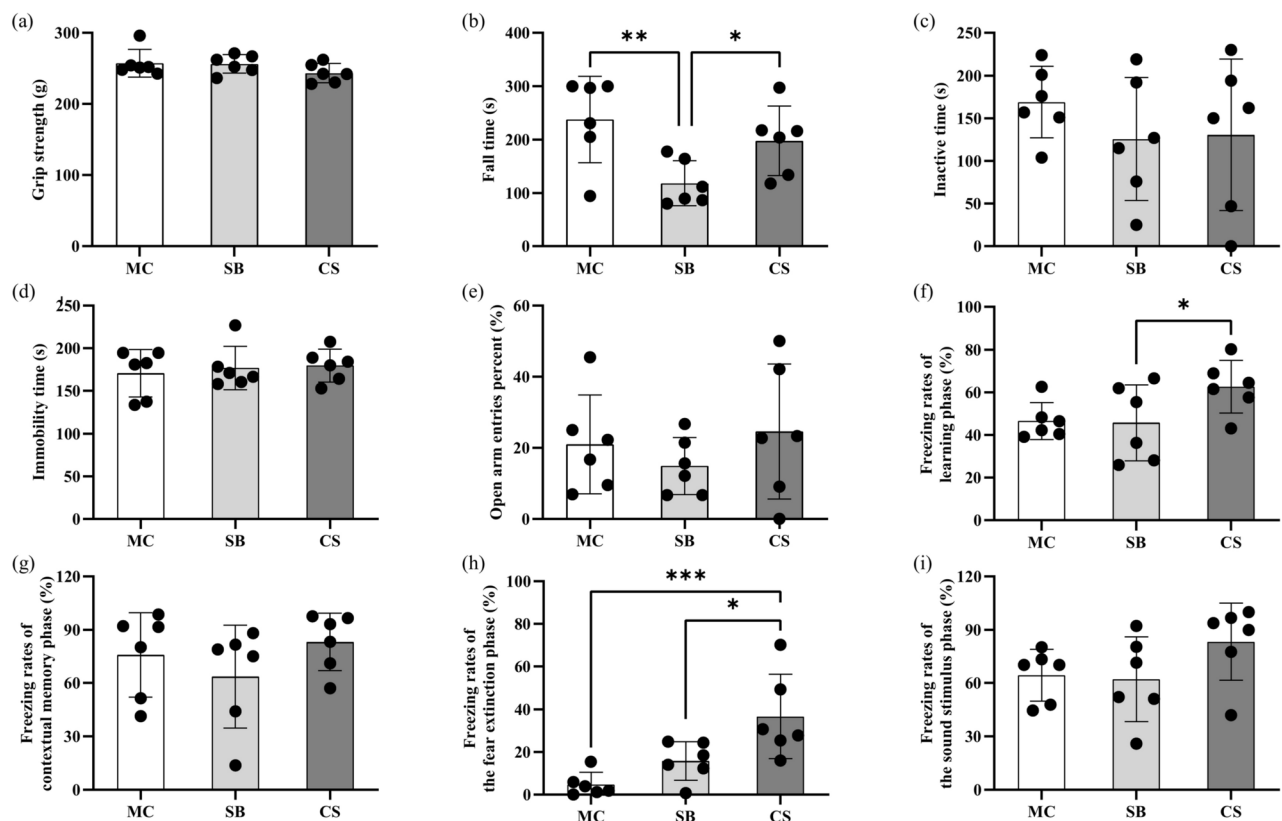 (a)
Grip strength (g)
300
250
200
150
100
50
0
MC SB CS
(b)
Fall time (s)
400
300
200
100
0
** *
MC SB CS
(c)
Inactive time (s)
250
200
150
100
50
0
MC SB CS
(d)
Immobility time (s)
250
200
150
100
50
0
MC SB CS
(e)
Open arm entries percent (%)
60
40
20
0
MC SB CS
(f)
Freezing rates of
learning phase (%)
100
80
60
40
20
0
*
MC SB CS
(g)
Freezing rates of
contextual memory phase (%)
120
90
60
30
0
MC SB CS
(h)
Freezing rates of
the fear extinction phase (%)
100
80
60
40
20
0
***
*
MC SB CS
(i)
Freezing rates of
the sound stimulus phase (%)
120
90
60
30
0
MC SB CS